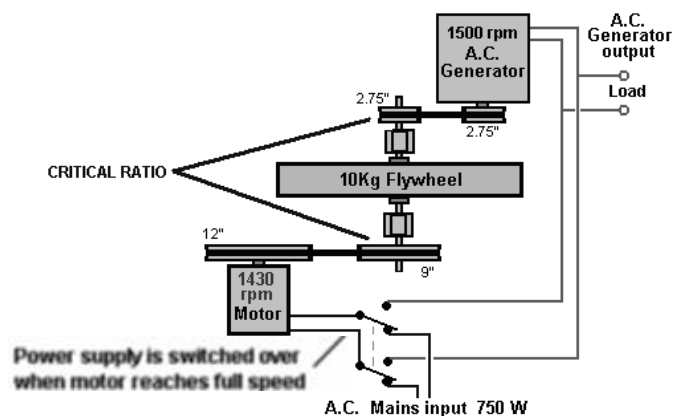 1500 rpm
A.C.
Generator
A.C.
Generator
output
Load
2.75"
2.75"
CRITICAL RATIO
10Kg Flywheel
12"
9"
1430
rpm
Motor
Power supply is switched over
when motor reaches full speed
A.C. Mains input 750 W